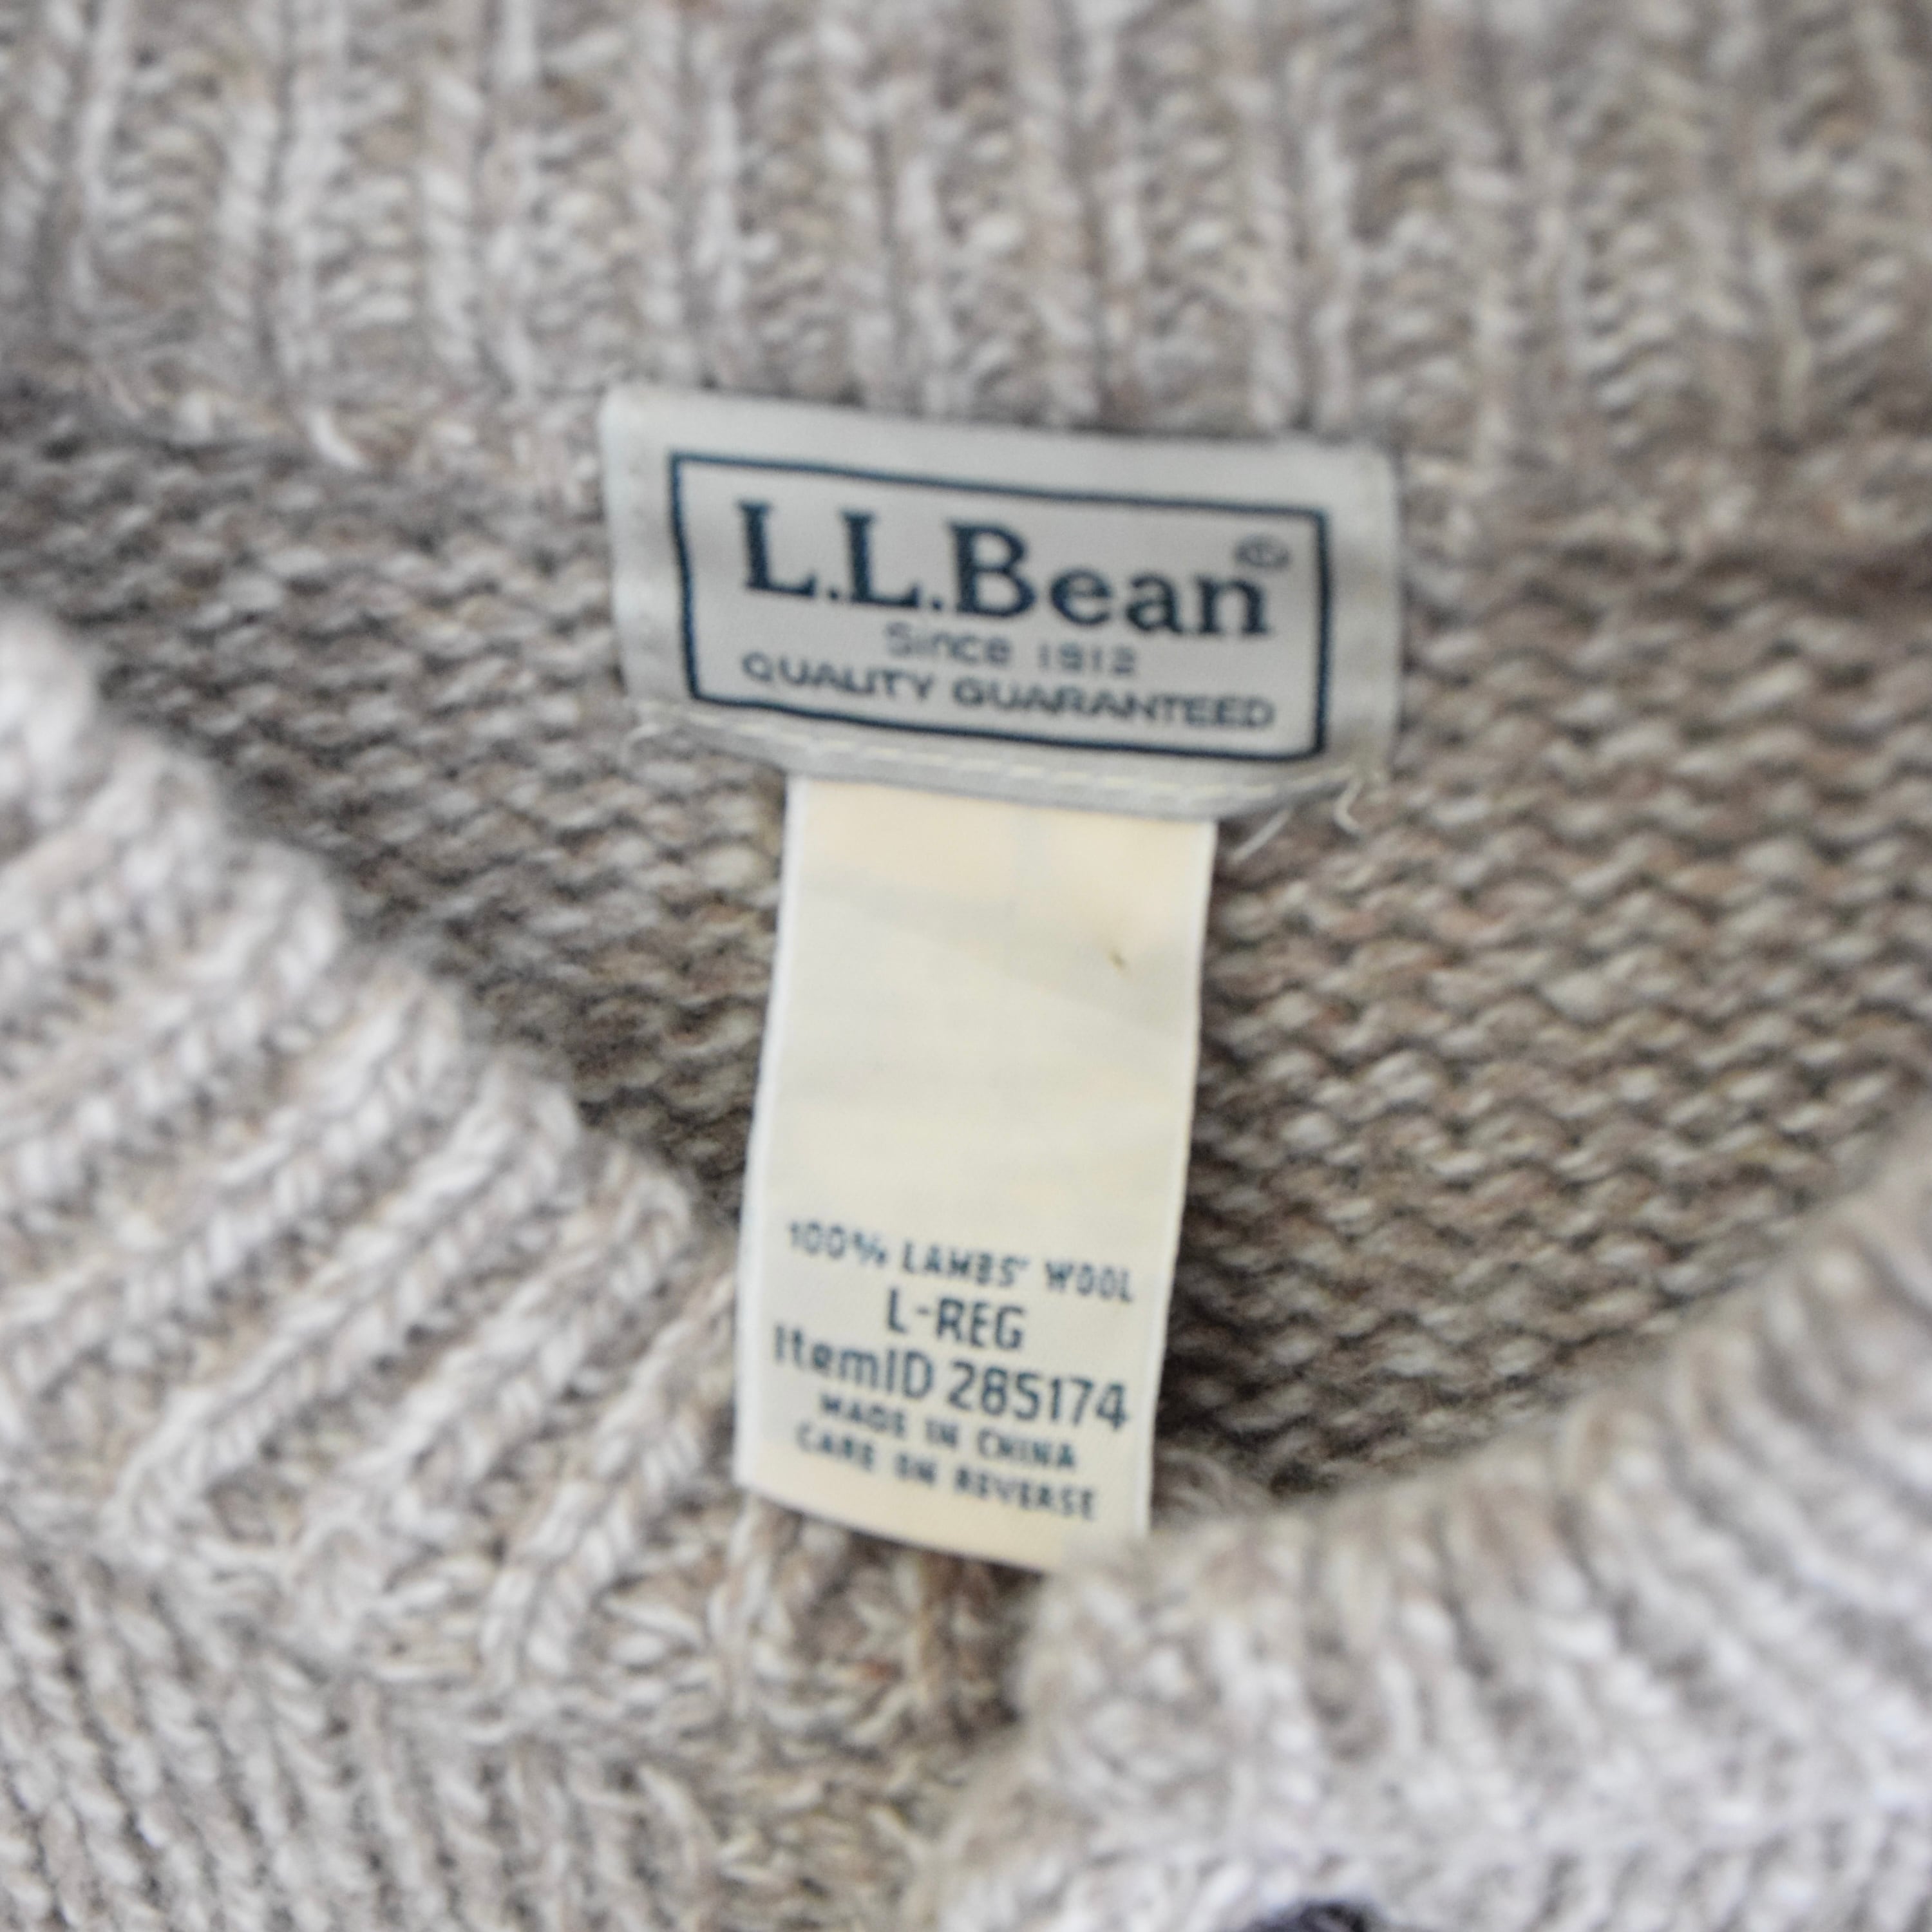 L.L.Bean®
Since 1912
QUALITY GUARANTEED
100% LAMBS' WOOL
L-REG
ItemID 285174
MADE IN CHINA
CARE ON REVERSE